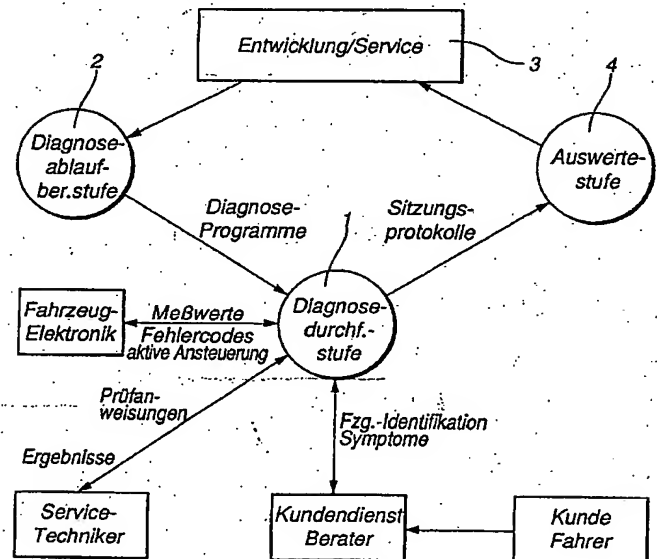 Entwicklung/Service
3
2
4
Diagnose-
ablauf-
ber.stufe
Auswerte-
stufe
Diagnose-
Programme
1
Sitzungs-
protokolle
Fahrzeug-
Elektronik
Meßwerte
Fehlercodes
aktive Ansteuerung
Diagnose-
durchf.-
stufe
Prüfan-
weisungen
Ergebnisse
Fzg.-Identifikation
Symptome
Service-
Techniker
Kundendienst
Berater
Kunde
Fahrer